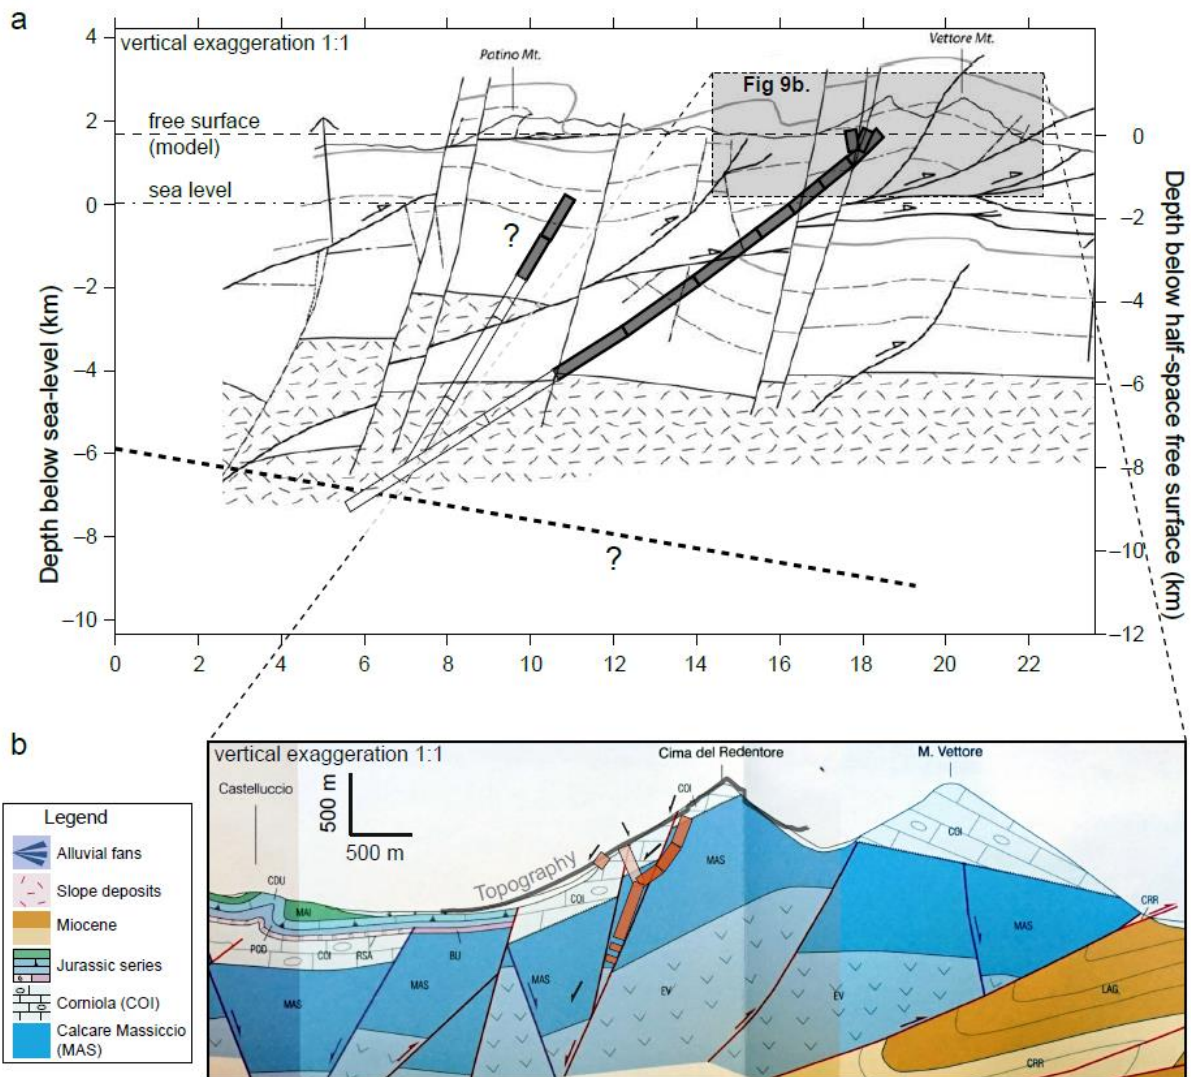 a
vertical exaggeration 1:1
Patino Mt.
Vettore Mt.
Fig 9b.
free surface
(model)
sea level
?
?
4
2
0
–2
–4
–6
–8
–10
Depth below sea-level (km)
0
–2
–4
–6
–8
–10
–12
Depth below half-space free surface (km)
0
2
4
6
8
10
12
14
16
18
20
22
b
vertical exaggeration 1:1
Castelluccio
500 m
500 m
Cima del Redentore
M. Vettore
Topography
CDU
MAI
POD
COI
RSA
BU
MAS
MAS
MAS
COI
COI
MAS
EV
EV
COI
MAS
CRR
LAG
CRR
Legend
Alluvial fans
Slope deposits
Miocene
Jurassic series
Corniola (COI)
Calcare Massiccio
(MAS)